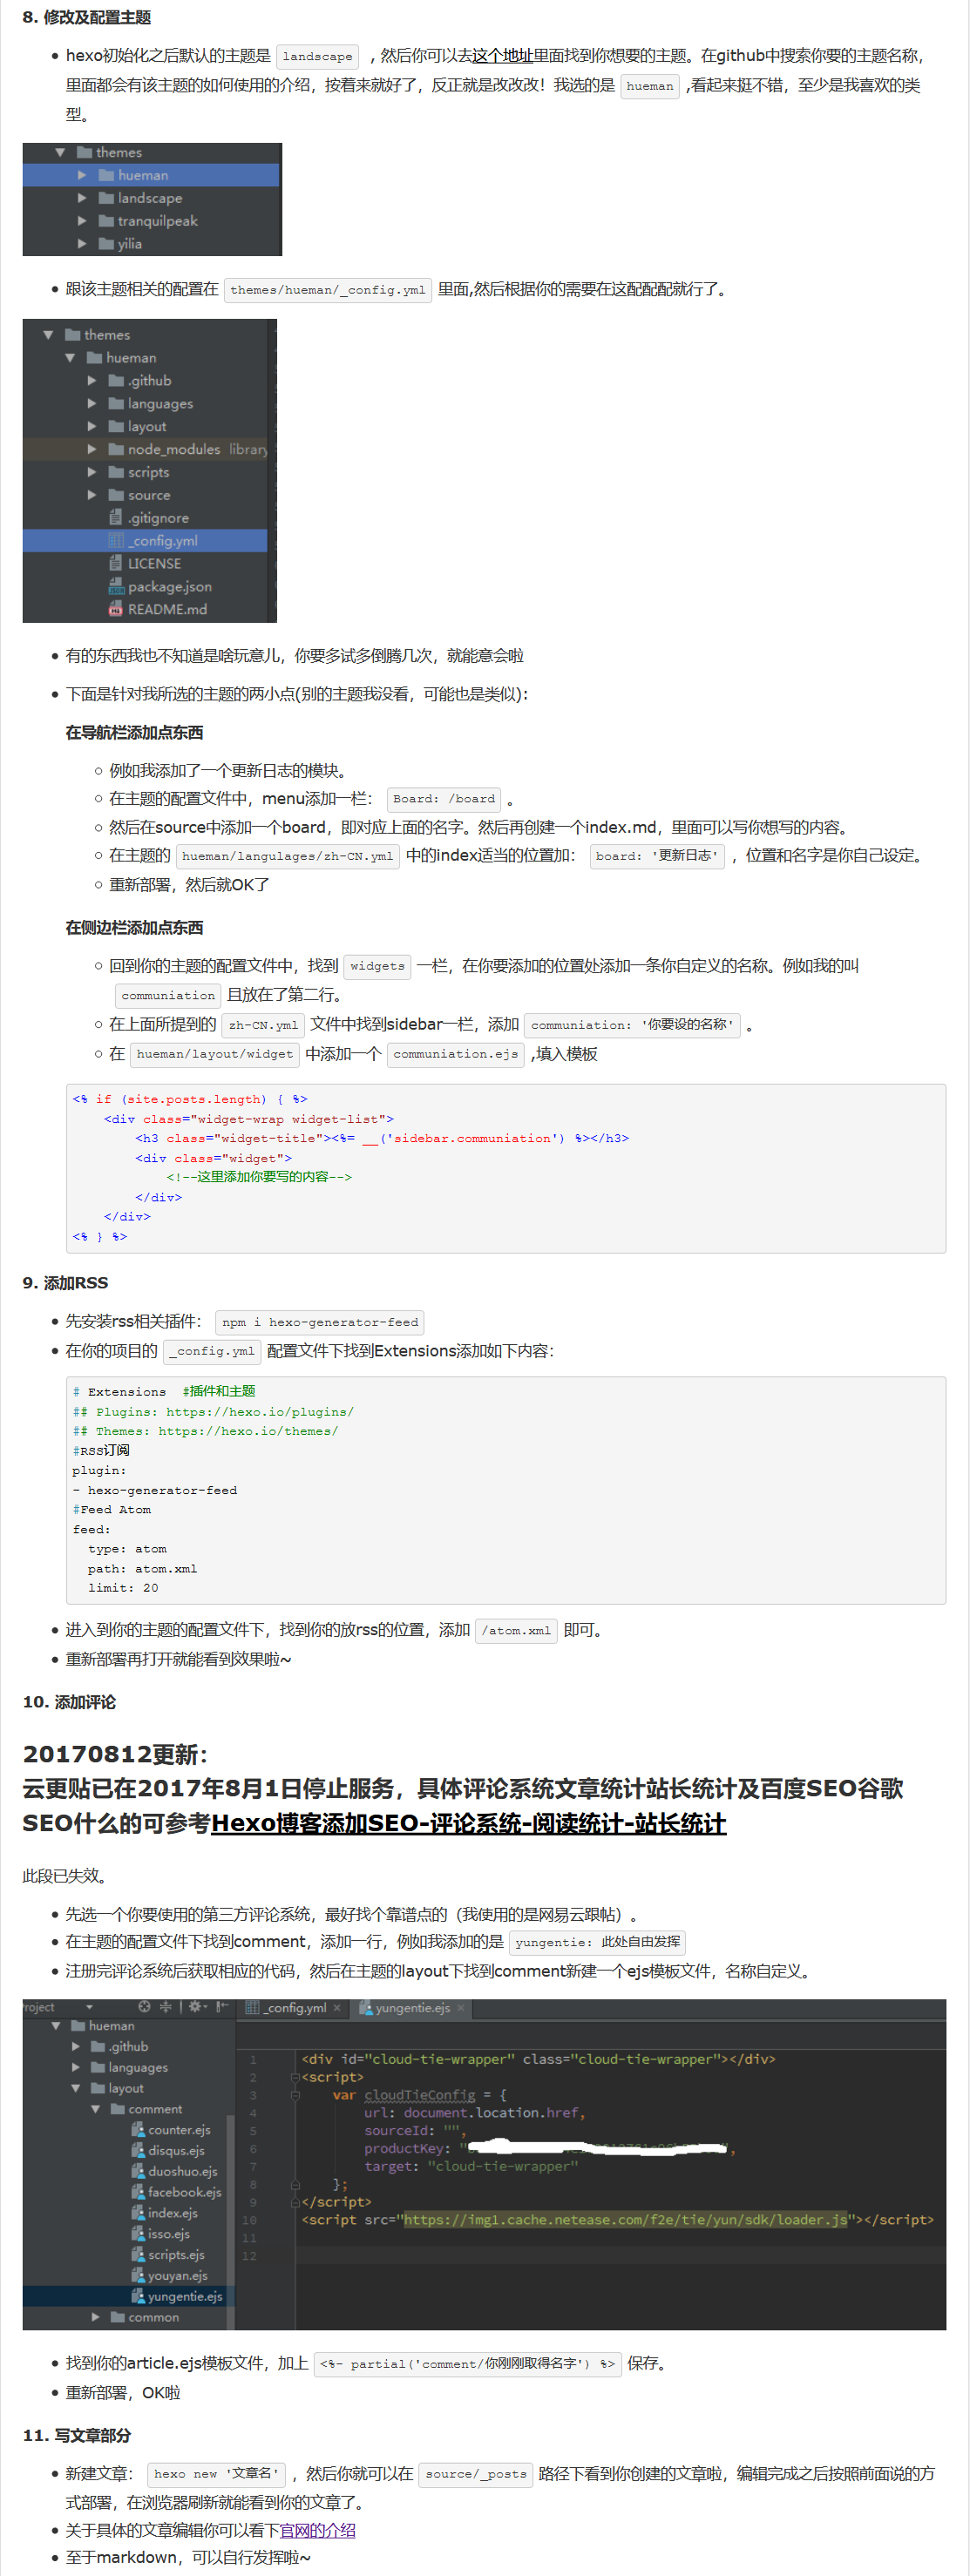 8. 修改及配置主题
hexo初始化之后默认的主题是 landscape ，然后你可以去这个地址里面找到你想要的主题。在github中搜索你要的主题名称，
里面都会有该主题的如何使用的介绍，按着来就好了，反正就是改改改！我选的是 hueman ,看起来挺不错，至少是我喜欢的类
型。
themes
hueman
landscape
tranquilpeak
yilia
跟该主题相关的配置在 themes/hueman/_config.yml 里面,然后根据你的需要在这配配配就行了。
themes
hueman
.github
languages
layout
node_modules library
scripts
source
.gitignore
_config.yml
LICENSE
package.json
README.md
有的东西我也不知道是啥玩意儿，你要多试多倒腾几次，就能意会啦
下面是针对我所选的主题的两小点(别的主题我没看，可能也是类似)：
在导航栏添加点东西
例如我添加了一个更新日志的模块。
在主题的配置文件中，menu添加一栏： Board: /board 。
然后在source中添加一个board，即对应上面的名字。然后再创建一个index.md，里面可以写你想写的内容。
在主题的 hueman/langulages/zh-CN.yml 中的index适当的位置加： board: '更新日志' ，位置和名字是你自己设定。
重新部署，然后就OK了
在侧边栏添加点东西
回到你的主题的配置文件中，找到 widgets 一栏，在你要添加的位置处添加一条你自定义的名称。例如我的叫
communiation 且放在了第二行。
在上面所提到的 zh-CN.yml 文件中找到sidebar一栏，添加 communiation: '你要设的名称' 。
在 hueman/layout/widget 中添加一个 communiation.ejs ,填入模板
<% if (site.posts.length) { %>
<div class="widget-wrap widget-list">
<h3 class="widget-title"><%= __('sidebar.communiation') %></h3>
<div class="widget">
<!--这里添加你要写的内容-->
</div>
</div>
<% } %>
9. 添加RSS
先安装rss相关插件： npm i hexo-generator-feed
在你的项目的 _config.yml 配置文件下找到Extensions添加如下内容：
# Extensions  #插件和主题
## Plugins: https://hexo.io/plugins/
## Themes: https://hexo.io/themes/
#RSS订阅
plugin:
- hexo-generator-feed
#Feed Atom
feed:
type: atom
path: atom.xml
limit: 20
进入到你的主题的配置文件下，找到你的放rss的位置，添加 /atom.xml 即可。
重新部署再打开就能看到效果啦~
10. 添加评论
20170812更新：
云更贴已在2017年8月1日停止服务，具体评论系统文章统计站长统计及百度SEO谷歌
SEO什么的可参考Hexo博客添加SEO-评论系统-阅读统计-站长统计
此段已失效。
先选一个你要使用的第三方评论系统，最好找个靠谱点的（我使用的是网易云跟帖）。
在主题的配置文件下找到comment，添加一行，例如我添加的是 yungentie: 此处自由发挥
注册完评论系统后获取相应的代码，然后在主题的layout下找到comment新建一个ejs模板文件，名称自定义。
roject
_config.yml
yungentie.ejs
hueman
.github
languages
layout
comment
counter.ejs
disqus.ejs
duoshuo.ejs
facebook.ejs
index.ejs
isso.ejs
scripts.ejs
youyan.ejs
yungentie.ejs
common
1 <div id="cloud-tie-wrapper" class="cloud-tie-wrapper"></div>
2 <script>
3 var cloudTieConfig = {
4 url: document.location.href,
5 sourceId: "",
6 productKey: "
7 target: "cloud-tie-wrapper"
8 };
9 </script>
10 <script src="https://img1.cache.netease.com/f2e/tie/yun/sdk/loader.js"></script>
11
12
找到你的article.ejs模板文件，加上 <%- partial('comment/你刚刚取得名字') %> 保存。
重新部署，OK啦
11. 写文章部分
新建文章： hexo new '文章名' ，然后你就可以在 source/_posts 路径下看到你创建的文章啦，编辑完成之后按照前面说的方
式部署，在浏览器刷新就能看到你的文章了。
关于具体的文章编辑你可以看下官网的介绍
至于markdown，可以自行发挥啦~